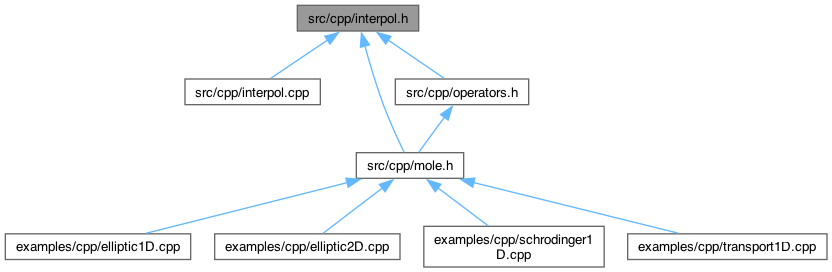 src/cpp/interpol.h
src/cpp/interpol.cpp
src/cpp/operators.h
src/cpp/mole.h
examples/cpp/elliptic1D.cpp
examples/cpp/elliptic2D.cpp
examples/cpp/schrodinger1
D.cpp
examples/cpp/transport1D.cpp